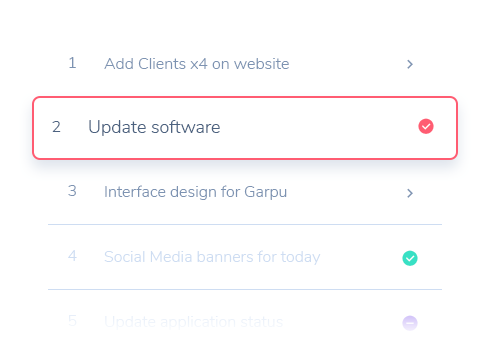 1 Add Clients x4 on website
2 Update software
3 Interface design for Garpu
4 Social Media banners for today
5 Update application status